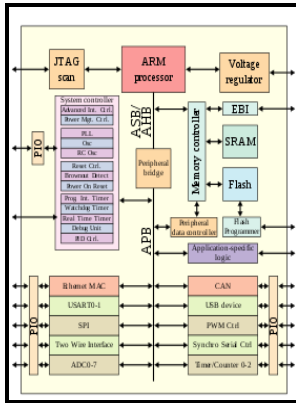 JTAG
scan
ARM
processor
Voltage
regulator
System controller
Advanced Int. Ctrl.
Power Mgt. Ctrl.
PLL
Osc
RC Osc
Reset Ctrl.
Brownout Detect
Power On Reset
Prog. Int. Timer
Watchdog Timer
Real Time Timer
Debug Unit
PID Ctrl.
PIO
ASB/
AHB
Peripheral
bridge
APB
Memory controller
EBI
SRAM
Flash
Peripheral
data controller
Flash
Programmer
Application-specific
logic
PIO
Ethernet MAC
USART0-1
SPI
Two Wire Interface
ADC0-7
CAN
USB device
PWM Ctrl
Synchro Serial Ctrl
Timer/Counter 0-2
PIO